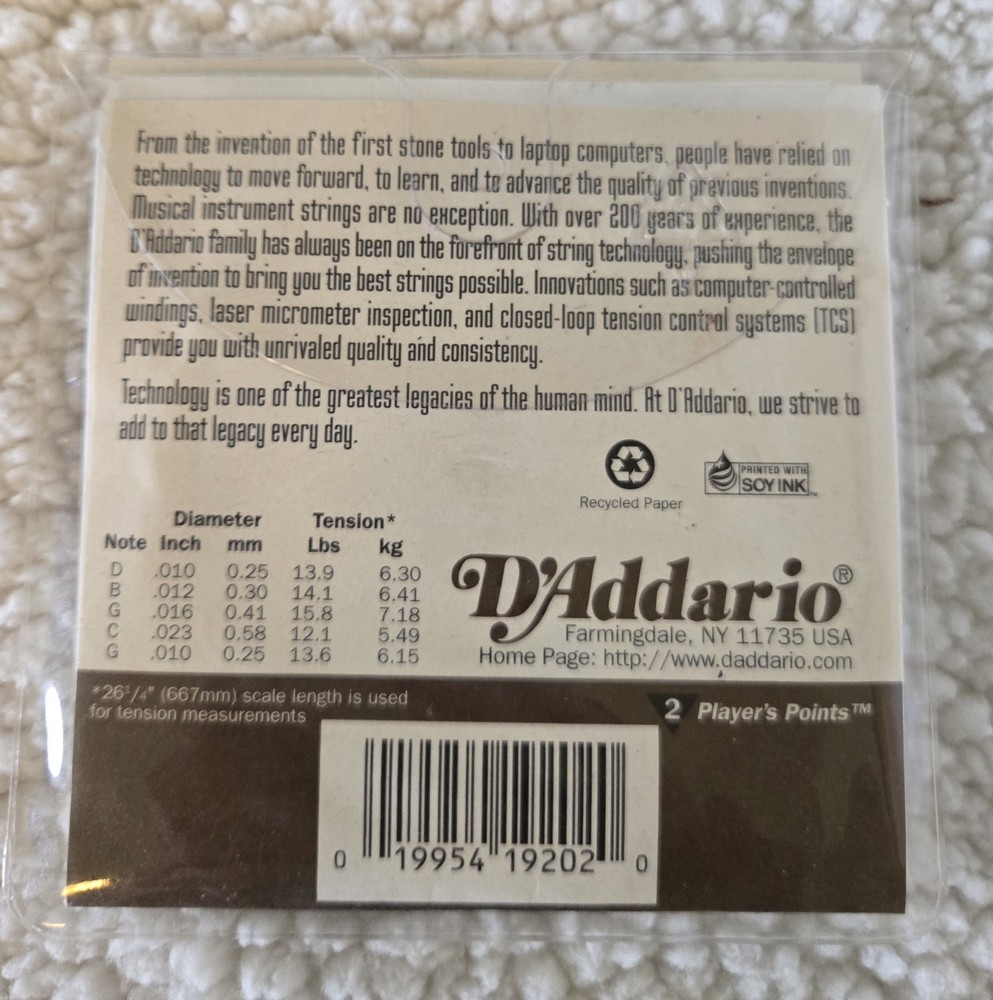 From the invention of the first stone tools to laptop computers, people have relied on
technology to move forward, to learn, and to advance the quality of previous inventions.
Musical instrument strings are no exception. With over 200 years of experience, the
D'Addario family has always been on the forefront of string technology, pushing the envelope
of invention to bring you the best strings possible. Innovations such as computer-controlled
windings, laser micrometer inspection, and closed-loop tension control systems (TCS)
provide you with unrivaled quality and consistency.
Technology is one of the greatest legacies of the human mind. At D'Addario, we strive to
add to that legacy every day.
Recycled Paper
PRINTED WITH
SOY INK™
Diameter Tension*
Note Inch mm Lbs kg
D .010 0.25 13.9 6.30
B .012 0.30 14.1 6.41
G .016 0.41 15.8 7.18
C .023 0.58 12.1 5.49
G .010 0.25 13.6 6.15
D'Addario®
Farmingdale, NY 11735 USA
Home Page: http://www.daddario.com
*26¹/₄" (667mm) scale length is used
for tension measurements
2 Player's Points™
0 19954 19202 0